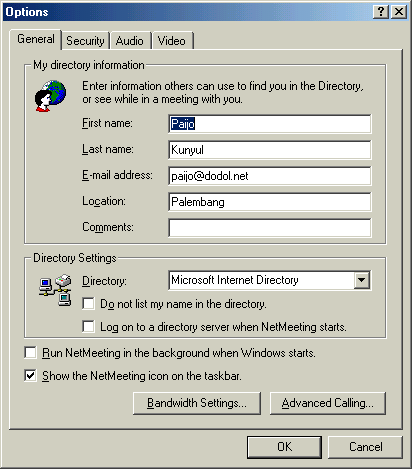 Options
General Security Audio Video
My directory information
Enter information others can use to find you in the Directory,
or see while in a meeting with you.
First name: Paijo
Last name: Kunyul
E-mail address: paijo@dodol.net
Location: Palembang
Comments:
Directory Settings
Directory: Microsoft Internet Directory
Do not list my name in the directory.
Log on to a directory server when NetMeeting starts.
Run NetMeeting in the background when Windows starts.
Show the NetMeeting icon on the taskbar.
Bandwidth Settings... Advanced Calling...
OK Cancel